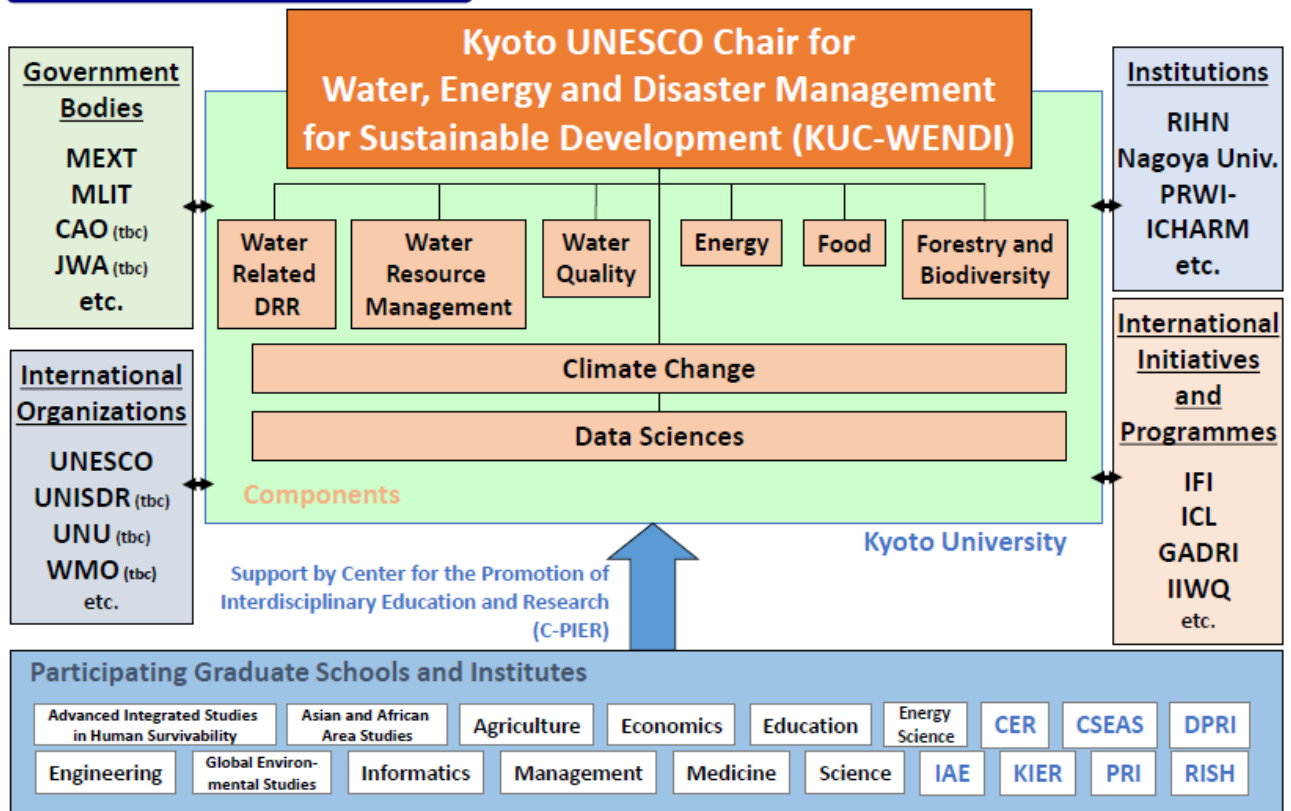 Kyoto UNESCO Chair for
Water, Energy and Disaster Management
for Sustainable Development (KUC-WENDI)
Government
Bodies
MEXT
MLIT
CAO (tbc)
JWA (tbc)
etc.
International
Organizations
UNESCO
UNISDR (tbc)
UNU (tbc)
WMO (tbc)
etc.
Water
Related
DRR
Water
Resource
Management
Water
Quality
Energy
Food
Forestry and
Biodiversity
Climate Change
Data Sciences
Components
Kyoto University
Institutions
RIHN
Nagoya Univ.
PRWI-
ICHARM
etc.
International
Initiatives
and
Programmes
IFI
ICL
GADRI
IIWQ
etc.
Support by Center for the Promotion of
Interdisciplinary Education and Research
(C-PIER)
Participating Graduate Schools and Institutes
Advanced Integrated Studies
in Human Survivability
Asian and African
Area Studies
Agriculture
Economics
Education
Energy
Science
CER
CSEAS
DPRI
Engineering
Global Environ-
mental Studies
Informatics
Management
Medicine
Science
IAE
KIER
PRI
RISH